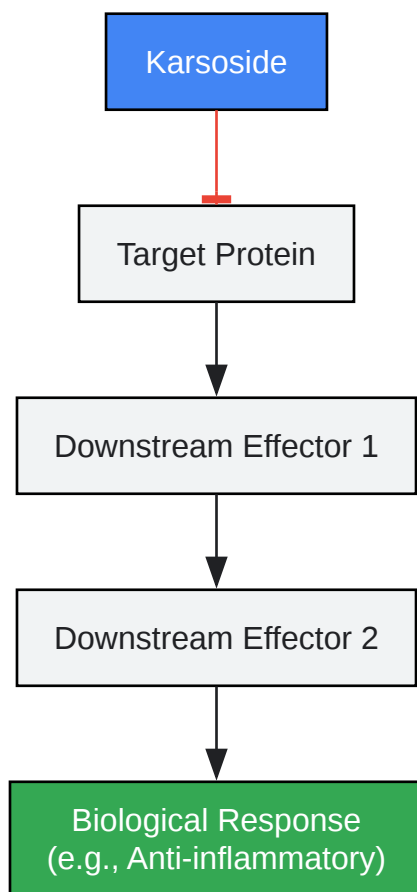 Karsoside
Target Protein
Downstream Effector 1
Downstream Effector 2
Biological Response
(e.g., Anti-inflammatory)